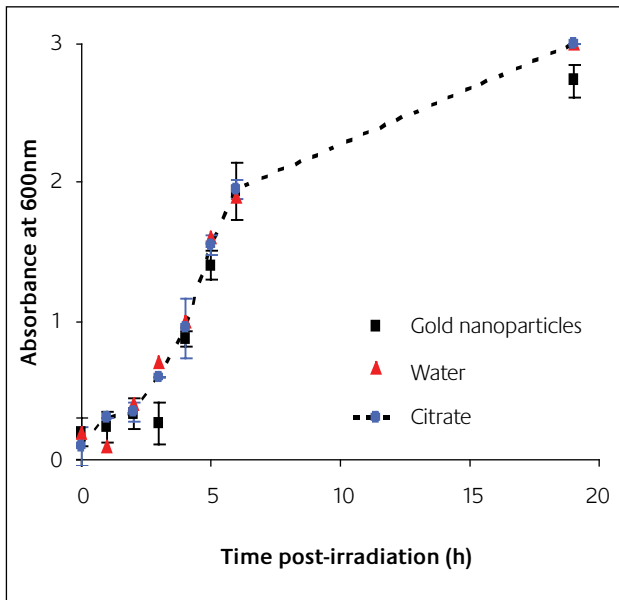 Absorbance at 600nm
3
2
1
0
Gold nanoparticles
Water
Citrate
0 5 10 15 20
Time post-irradiation (h)